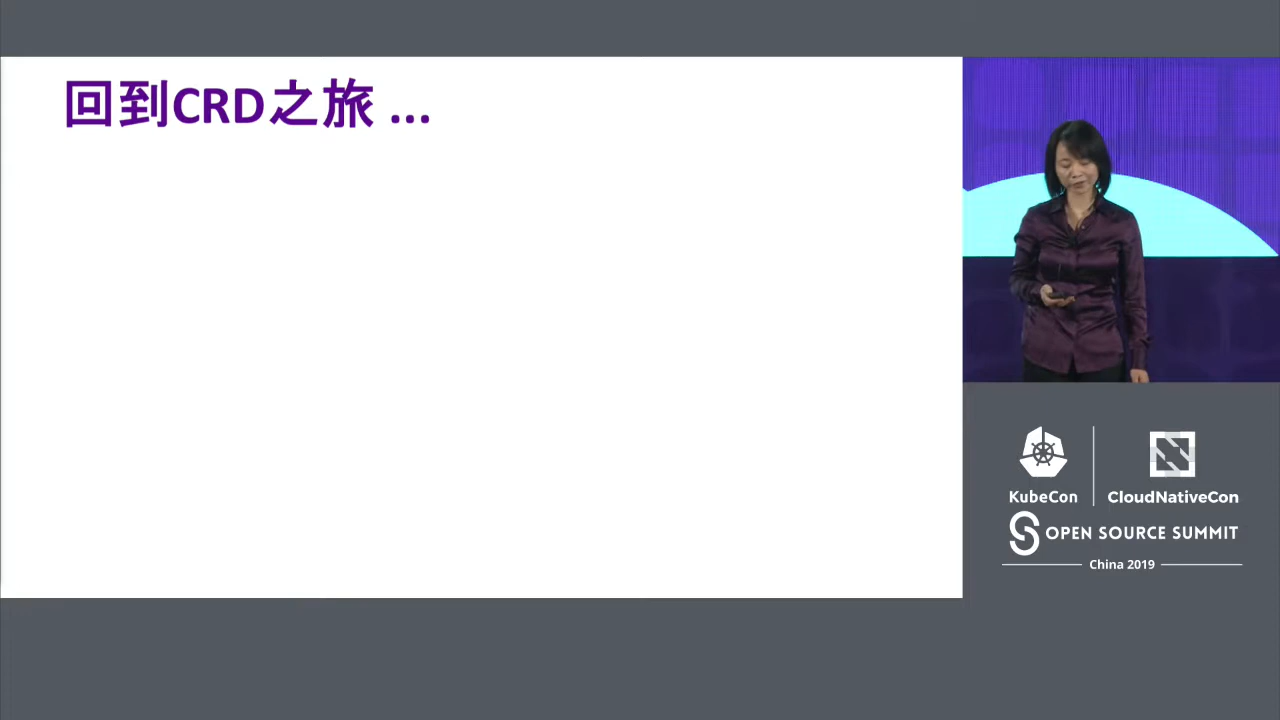 回到CRD之旅 ...
KubeCon
CloudNativeCon
OPEN SOURCE SUMMIT
China 2019